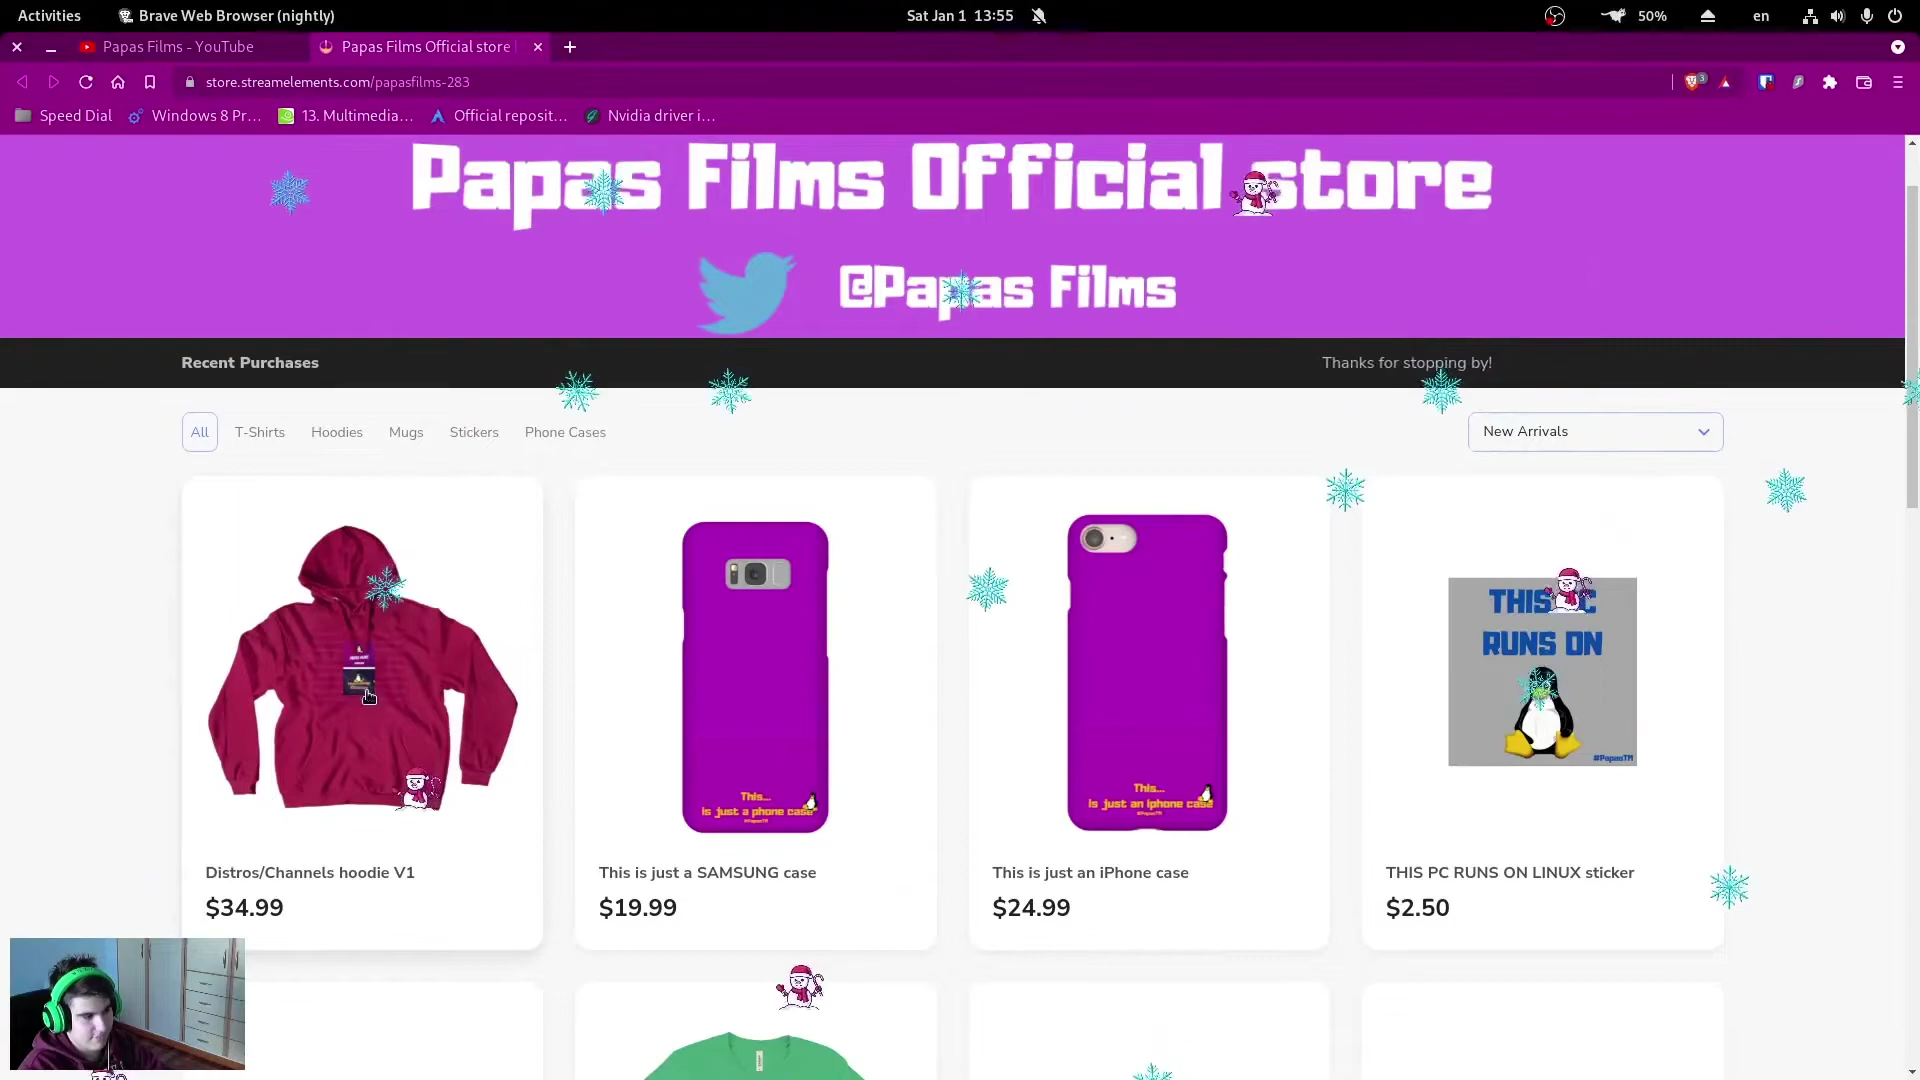 Activities
Brave Web Browser (nightly)
Sat Jan 1 13:55
50%
en
Papas Films - YouTube
Papas Films Official store
store.streamelements.com/papasfilms-283
3
Speed Dial
Windows 8 Pr...
13. Multimedia...
Official reposit...
Nvidia driver i...
Papas Films Official store
@Papas Films
Recent Purchases
Thanks for stopping by!
All
T-Shirts
Hoodies
Mugs
Stickers
Phone Cases
New Arrivals
This...
is just a phone case
#PapasTM
This...
is just an iphone case
#PapasTM
THIS PC
RUNS ON
#PapasTM
Distros/Channels hoodie V1
$34.99
This is just a SAMSUNG case
$19.99
This is just an iPhone case
$24.99
THIS PC RUNS ON LINUX sticker
$2.50